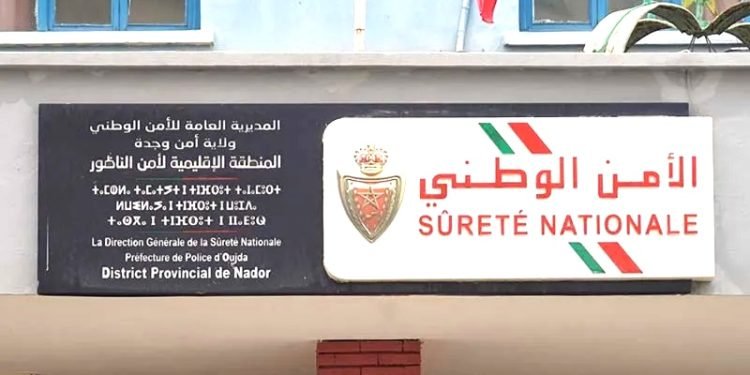 المديرية العامة للأمن الوطني
ولاية أمن وجدة
المنطقة الإقليمية لأمن الناظور
La Direction Générale de la Sûreté Nationale
Préfecture de Police d'Oujda
District Provincial de Nador
الأمن الوطني
SÛRETÉ NATIONALE